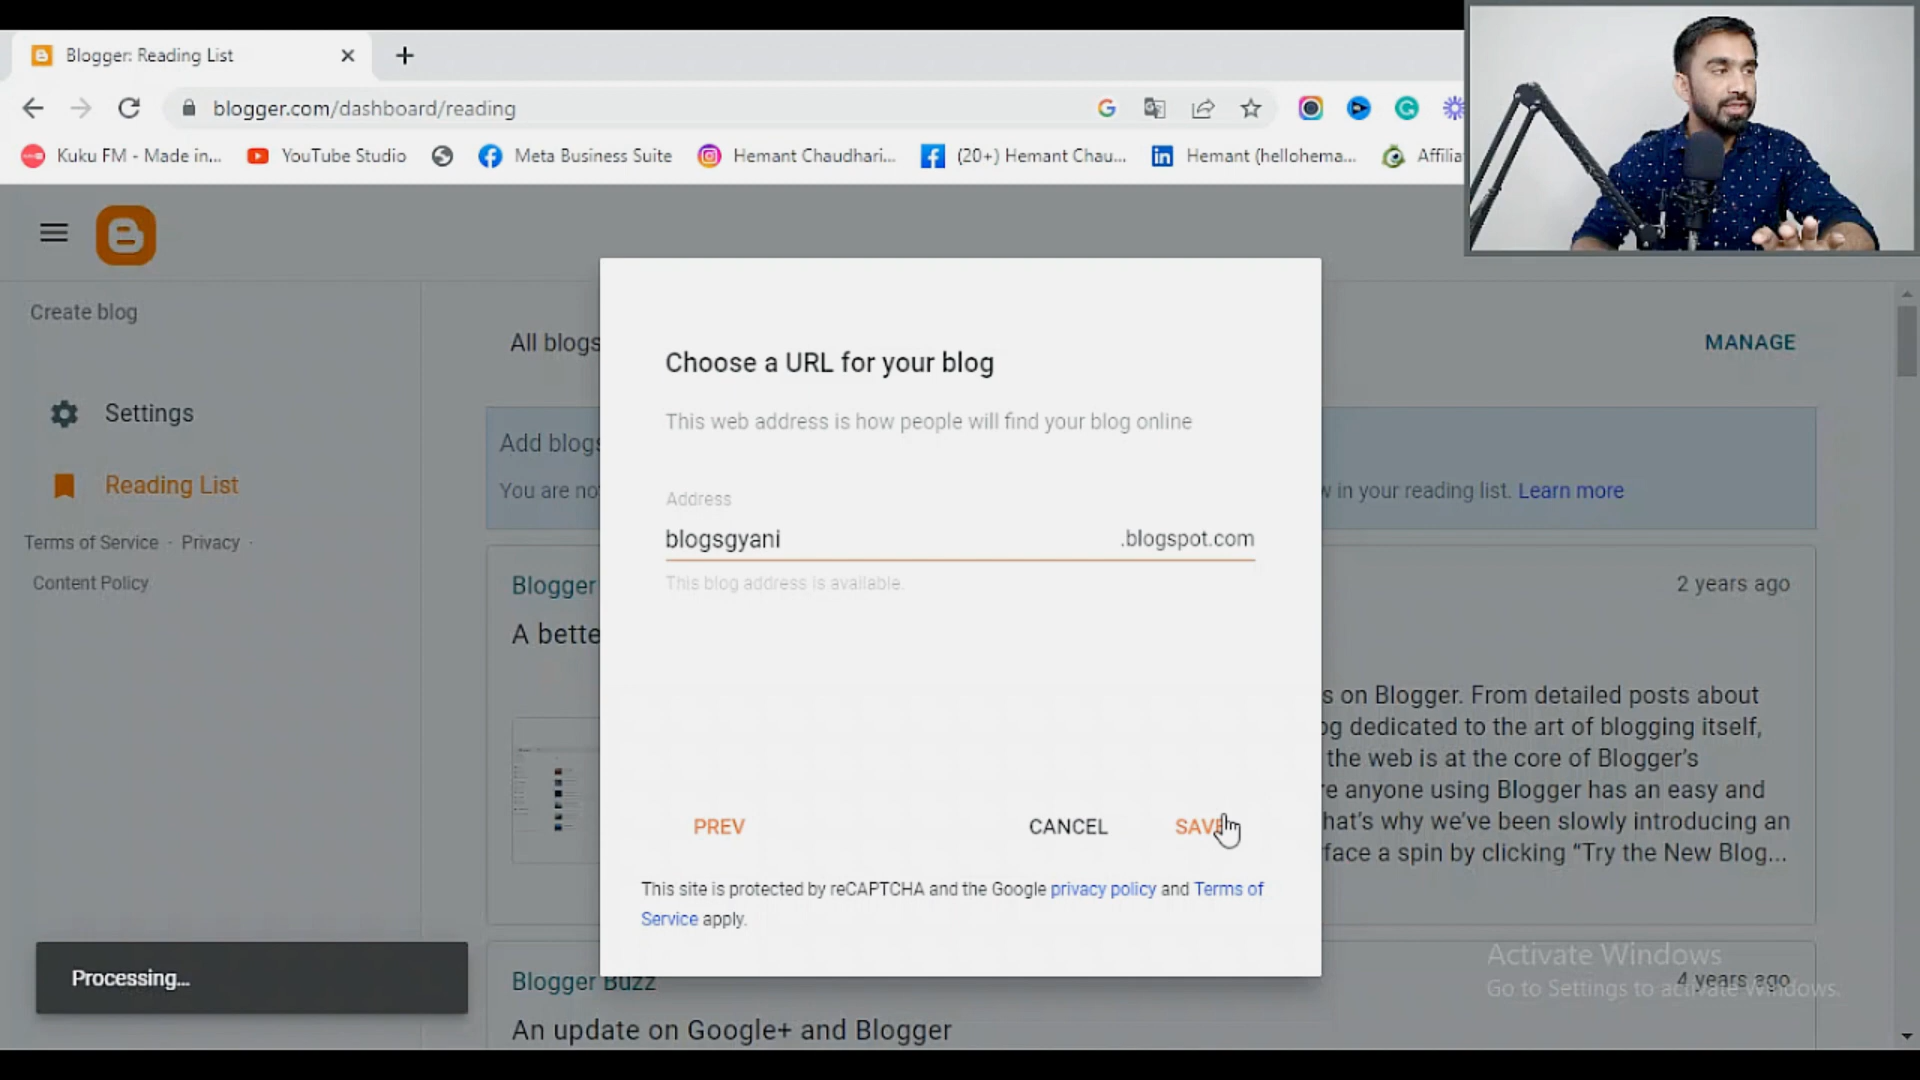 Blogger: Reading List
blogger.com/dashboard/reading
Kuku FM - Made in... YouTube Studio Meta Business Suite Hemant Chaudhari... (20+) Hemant Chau... Hemant (hellohema... Affilia
Create blog
Settings
Reading List
Terms of Service · Privacy ·
Content Policy
All blogs
MANAGE
Add blogs
You are no
w in your reading list. Learn more
Blogger
2 years ago
A bette
s on Blogger. From detailed posts about
og dedicated to the art of blogging itself,
the web is at the core of Blogger's
re anyone using Blogger has an easy and
hat's why we've been slowly introducing an
rface a spin by clicking "Try the New Blog...
Choose a URL for your blog
This web address is how people will find your blog online
Address
blogsgyani .blogspot.com
This blog address is available.
PREV CANCEL SAVE
This site is protected by reCAPTCHA and the Google privacy policy and Terms of
Service apply.
Processing...
Blogger Buzz
4 years ago
An update on Google+ and Blogger
Activate Windows
Go to Settings to activate Windows.